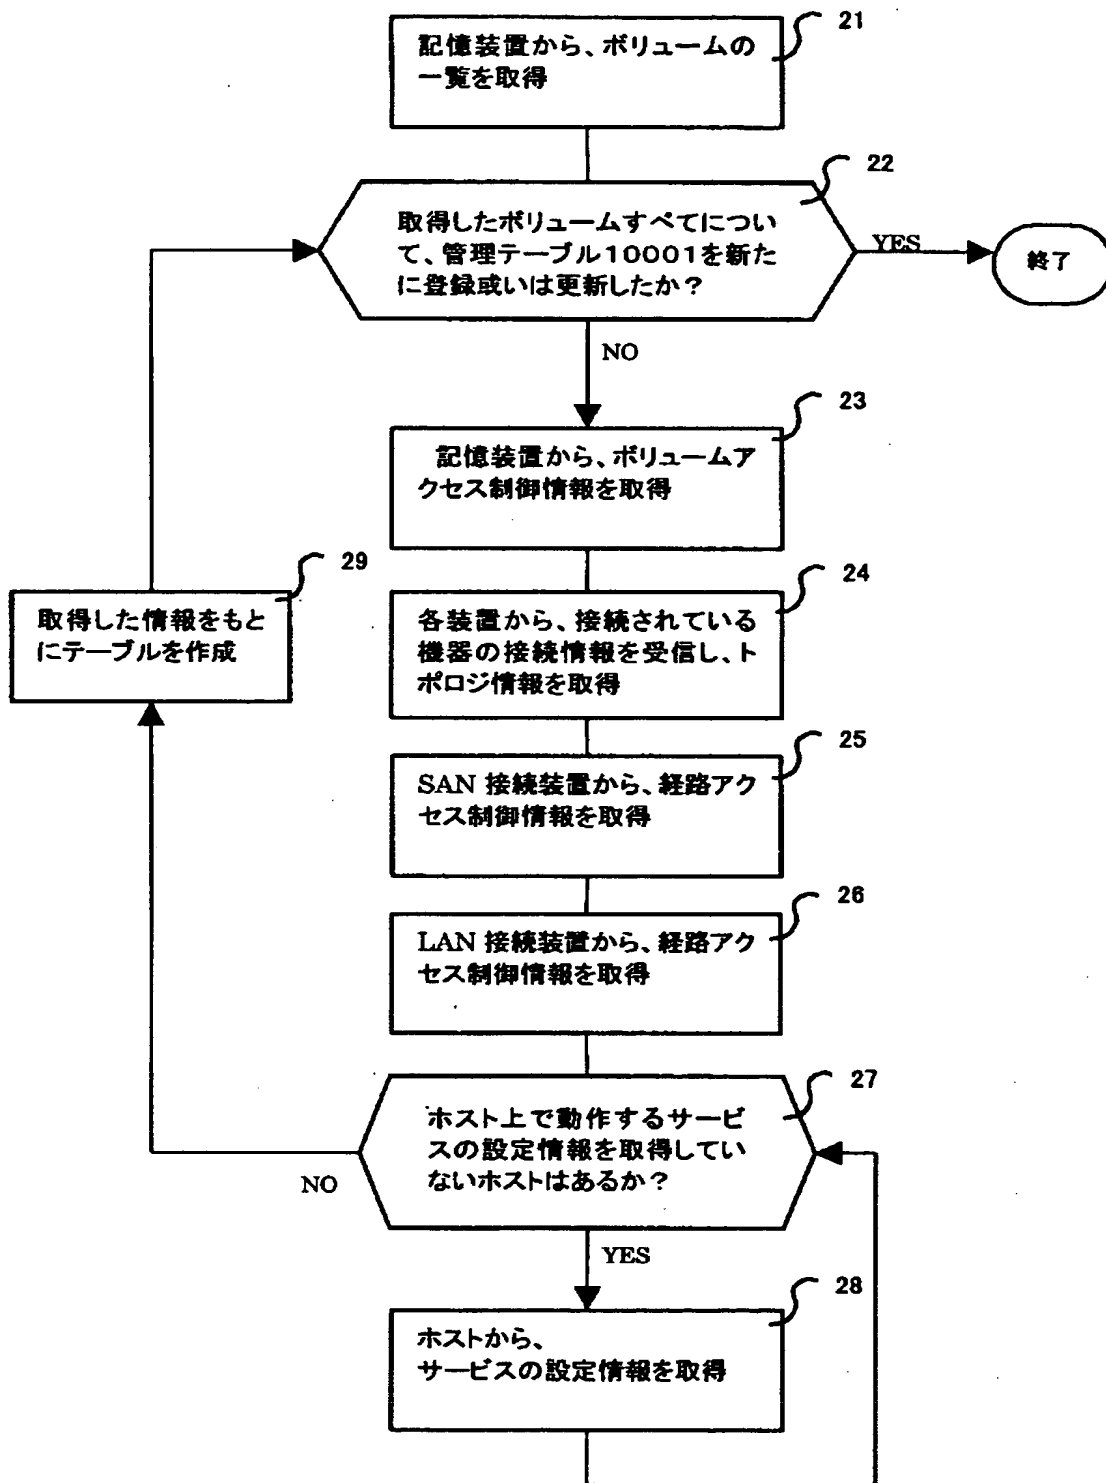 21
記憶装置から、ボリュームの
一覧を取得
22
取得したボリュームすべてについ
て、管理テーブル10001を新た
に登録或いは更新したか？
YES
終了
NO
23
記憶装置から、ボリュームア
クセス制御情報を取得
29
取得した情報をもと
にテーブルを作成
24
各装置から、接続されている
機器の接続情報を受信し、ト
ポロジ情報を取得
25
SAN 接続装置から、経路アク
セス制御情報を取得
26
LAN 接続装置から、経路アク
セス制御情報を取得
27
ホスト上で動作するサービ
スの設定情報を取得してい
ないホストはあるか？
NO
YES
28
ホストから、
サービスの設定情報を取得